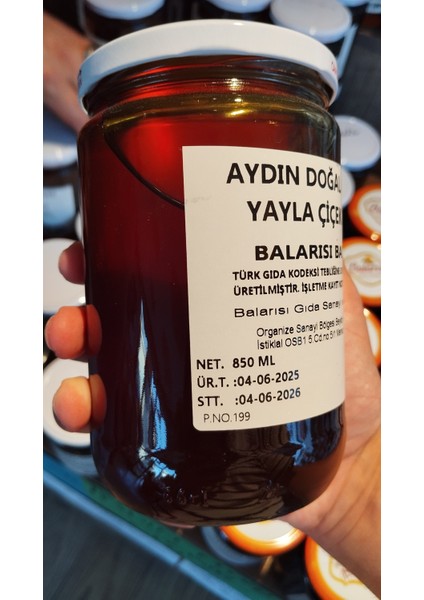 AYDIN DOĞAL
YAYLA ÇİÇE
BALARISI BA
TÜRK GIDA KODEKSİ TEBLİĞİNE
ÜRETİLMİŞTİR. İŞLETME KAYIT
Balarısı Gıda Sanayi
Organize Sanayi Bölgesi
İstiklal OSB1 5.Cd.no
NET. 850 ML
ÜR.T. :04-06-2025
STT. :04-06-2026
P.NO.199